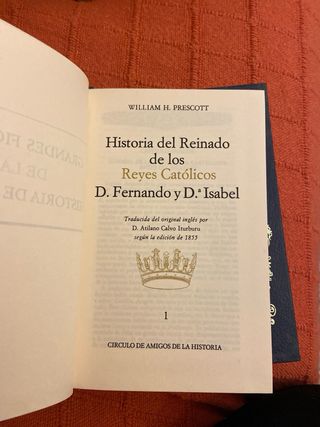 WILLIAM H. PRESCOTT
Historia del Reinado
de los
Reyes Católicos
D. Fernando y D.ª Isabel
Traducida del original inglés por
D. Atilano Calvo Iturburu
según la edición de 1855
1
CIRCULO DE AMIGOS DE LA HISTORIA